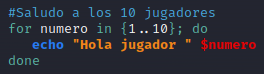 #Saludo a los 10 jugadores
for numero in {1..10}; do
echo "Hola jugador " $numero
done